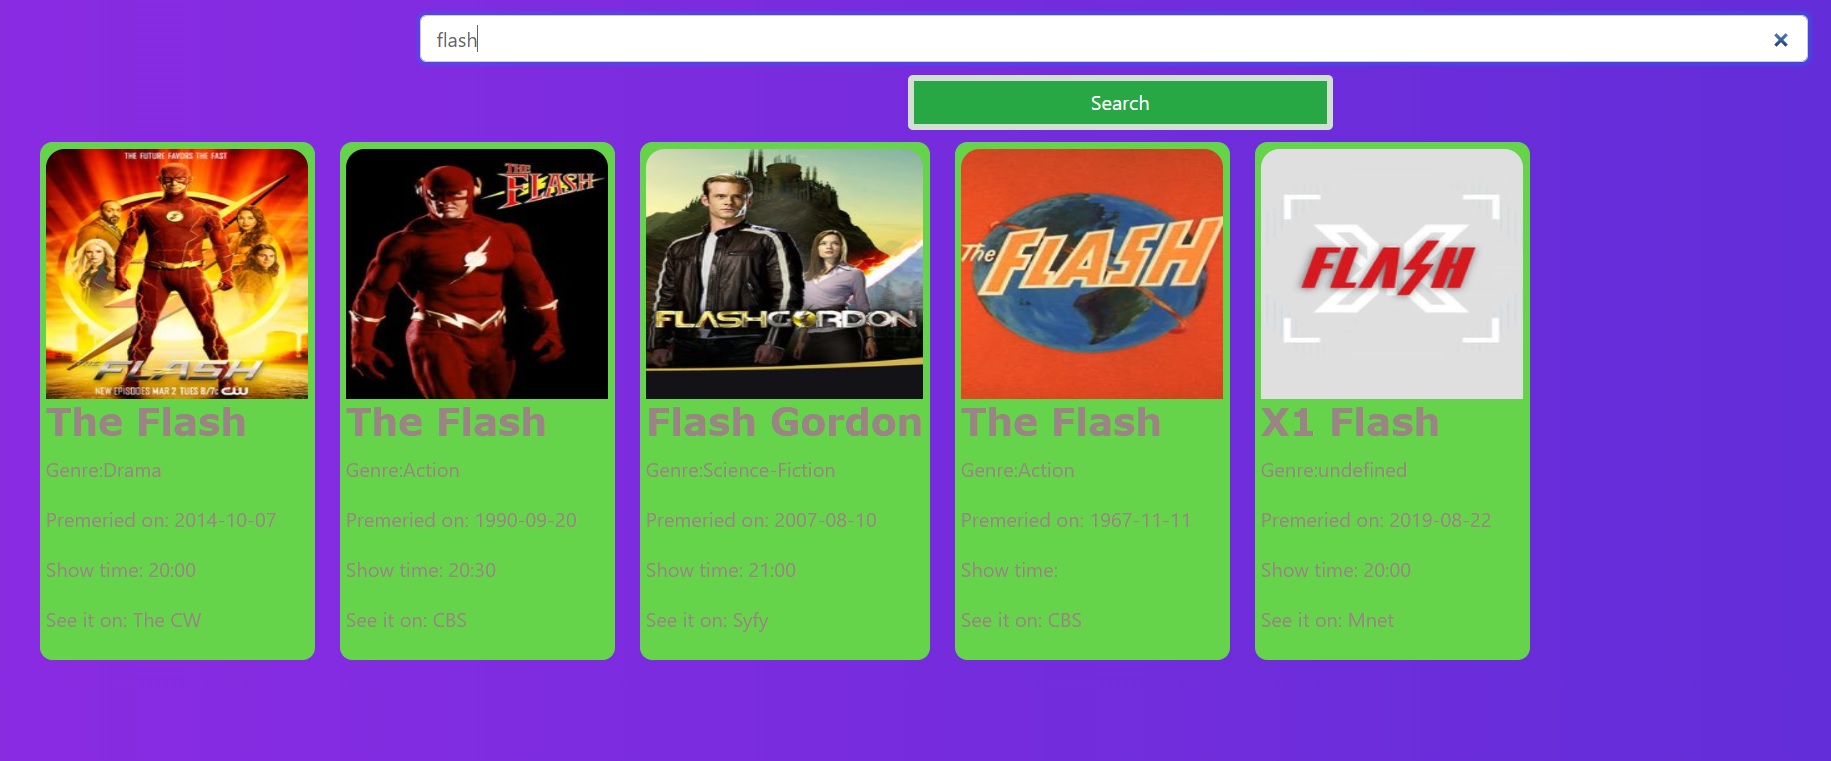 flash
Search
THE FUTURE FAVORS THE FAST
THE FLASH
NEW EPISODES MAR 2 TUES 8/7c CW
The Flash
Genre:Drama
Premeried on: 2014-10-07
Show time: 20:00
See it on: The CW
THE
FLASH
The Flash
Genre:Action
Premeried on: 1990-09-20
Show time: 20:30
See it on: CBS
FLASH GORDON
Flash Gordon
Genre:Science-Fiction
Premeried on: 2007-08-10
Show time: 21:00
See it on: Syfy
The FLASH
The Flash
Genre:Action
Premeried on: 1967-11-11
Show time:
See it on: CBS
X
FLASH
X1 Flash
Genre:undefined
Premeried on: 2019-08-22
Show time: 20:00
See it on: Mnet